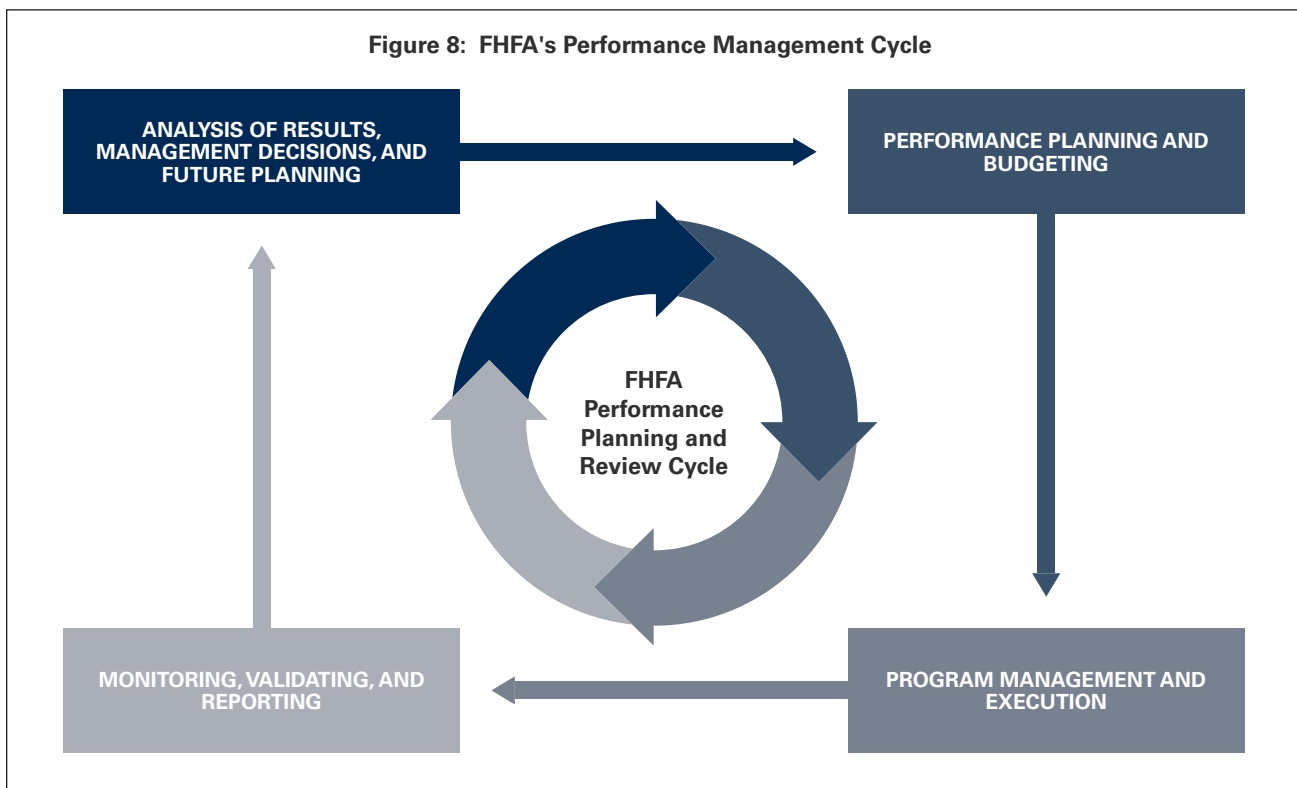 Figure 8: FHFA's Performance Management Cycle
ANALYSIS OF RESULTS,
MANAGEMENT DECISIONS, AND
FUTURE PLANNING
PERFORMANCE PLANNING AND
BUDGETING
FHFA
Performance
Planning and
Review Cycle
MONITORING, VALIDATING, AND
REPORTING
PROGRAM MANAGEMENT AND
EXECUTION